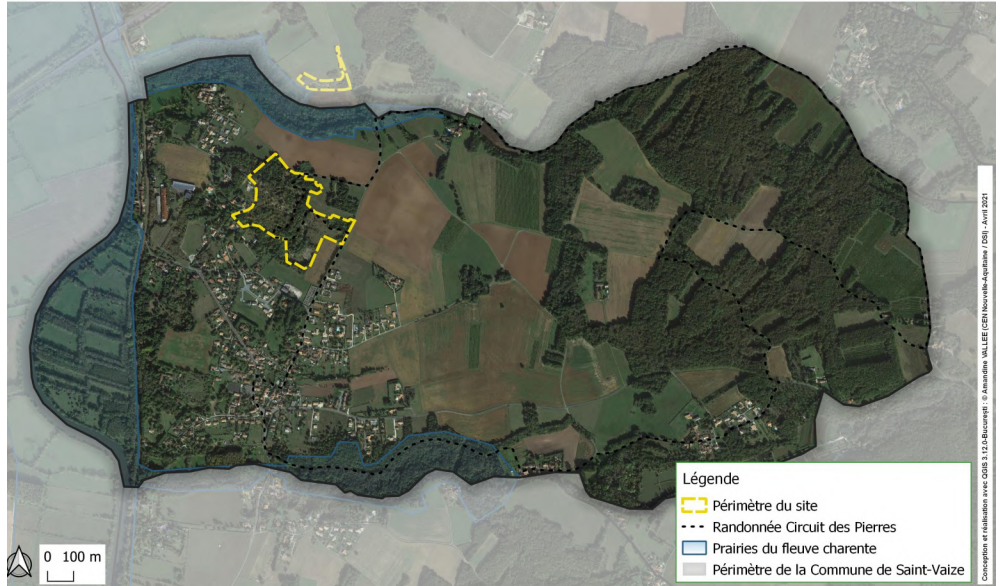 Légende
Périmètre du site
Randonnée Circuit des Pierres
Prairies du fleuve charente
Périmètre de la Commune de Saint-Vaize
0 100 m
Conception et réalisation avec QGIS 3.12.0-București : © Amandine VALLEE (CEN Nouvelle-Aquitaine / DSI) - Avril 2021